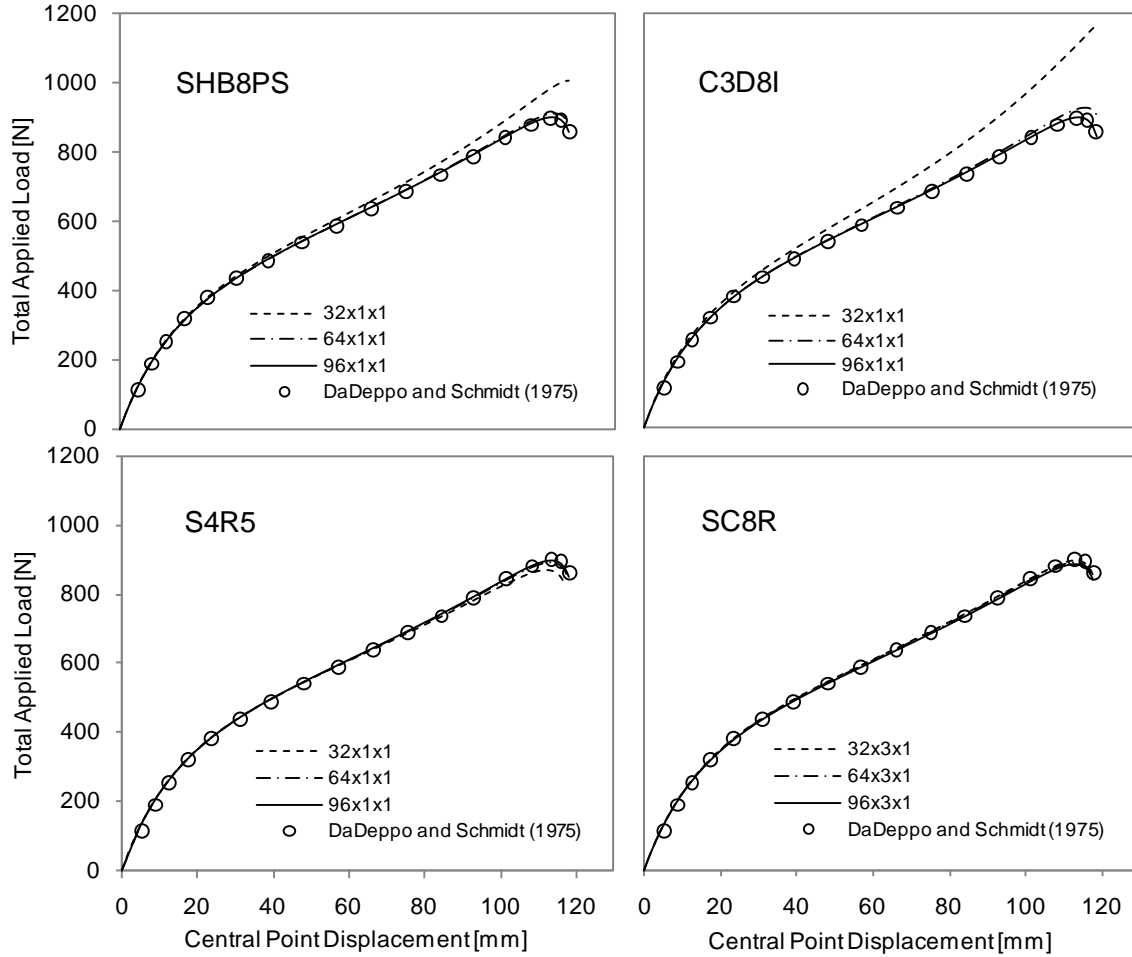 1200
1000
800
600
400
200
0
Total Applied Load [N]
SHB8PS
32x1x1
64x1x1
96x1x1
DaDeppo and Schmidt (1975)
C3D8I
32x1x1
64x1x1
96x1x1
DaDeppo and Schmidt (1975)
1200
1000
800
600
400
200
0
Total Applied Load [N]
S4R5
32x1x1
64x1x1
96x1x1
DaDeppo and Schmidt (1975)
0 20 40 60 80 100 120
Central Point Displacement [mm]
SC8R
32x3x1
64x3x1
96x3x1
DaDeppo and Schmidt (1975)
0 20 40 60 80 100 120
Central Point Displacement [mm]